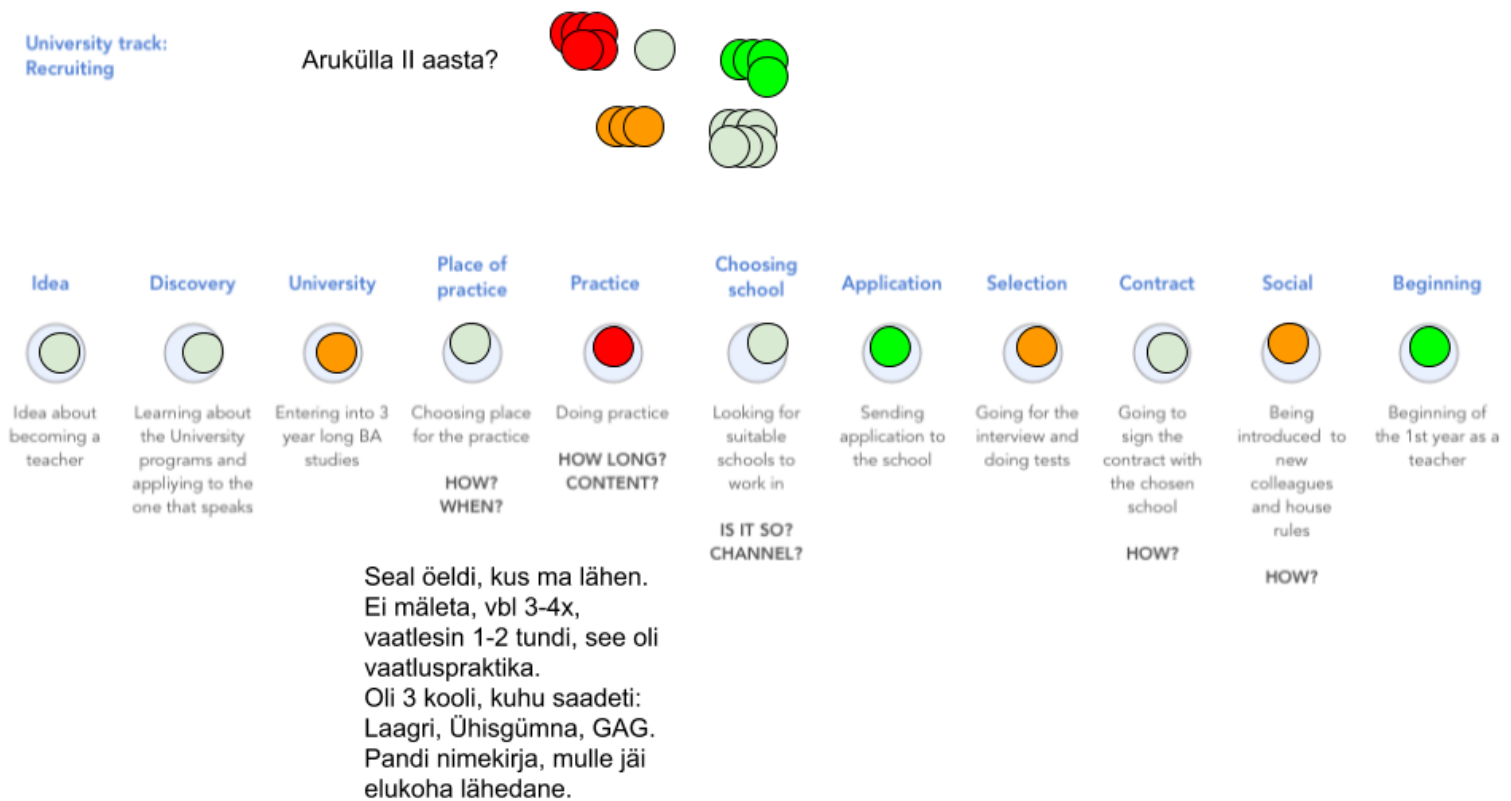 University track:
Recruiting
Arukülla II aasta?
Idea
Discovery
University
Place of
practice
Practice
Choosing
school
Application
Selection
Contract
Social
Beginning
Idea about
becoming a
teacher
Learning about
the University
programs and
appliying to the
one that speaks
Entering into 3
year long BA
studies
Choosing place
for the practice
HOW?
WHEN?
Doing practice
HOW LONG?
CONTENT?
Looking for
suitable
schools to
work in
IS IT SO?
CHANNEL?
Sending
application to
the school
Going for the
interview and
doing tests
Going to
sign the
contract with
the chosen
school
HOW?
Being
introduced to
new
colleagues
and house
rules
HOW?
Beginning of
the 1st year as a
teacher
Seal öeldi, kus ma lähen.
Ei mäleta, vbl 3-4x,
vaatlesin 1-2 tundi, see oli
vaatluspraktika.
Oli 3 kooli, kuhu saadeti:
Laagri, Ühisgümna, GAG.
Pandi nimekirja, mulle jäi
elukoha lähedane.